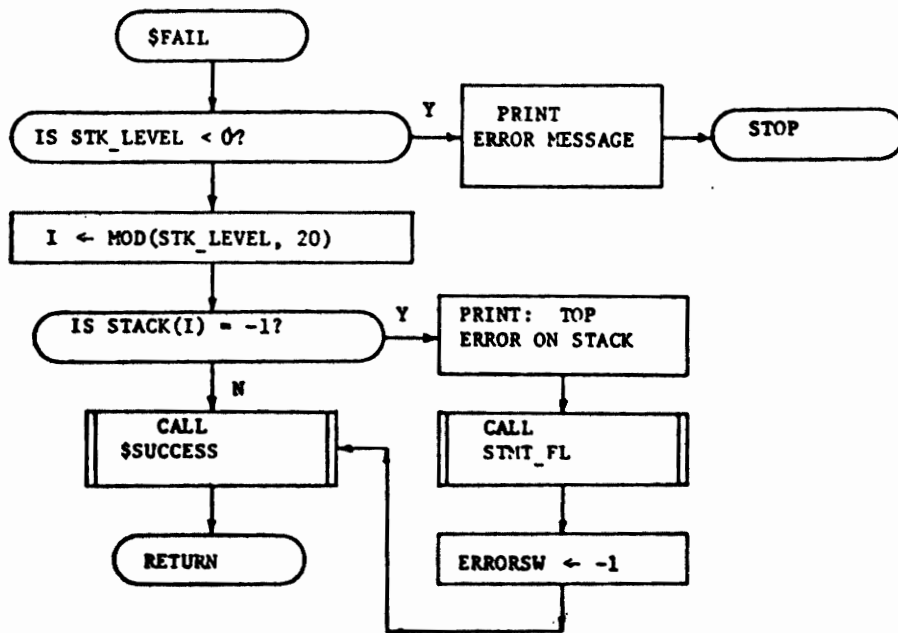 $FAIL
IS STK_LEVEL < 0?
Y
PRINT
ERROR MESSAGE
STOP
I ← MOD(STK_LEVEL, 20)
IS STACK(I) = -1?
Y
PRINT: TOP
ERROR ON STACK
N
CALL
$SUCCESS
CALL
STMT_FL
RETURN
ERRORSW ← -1